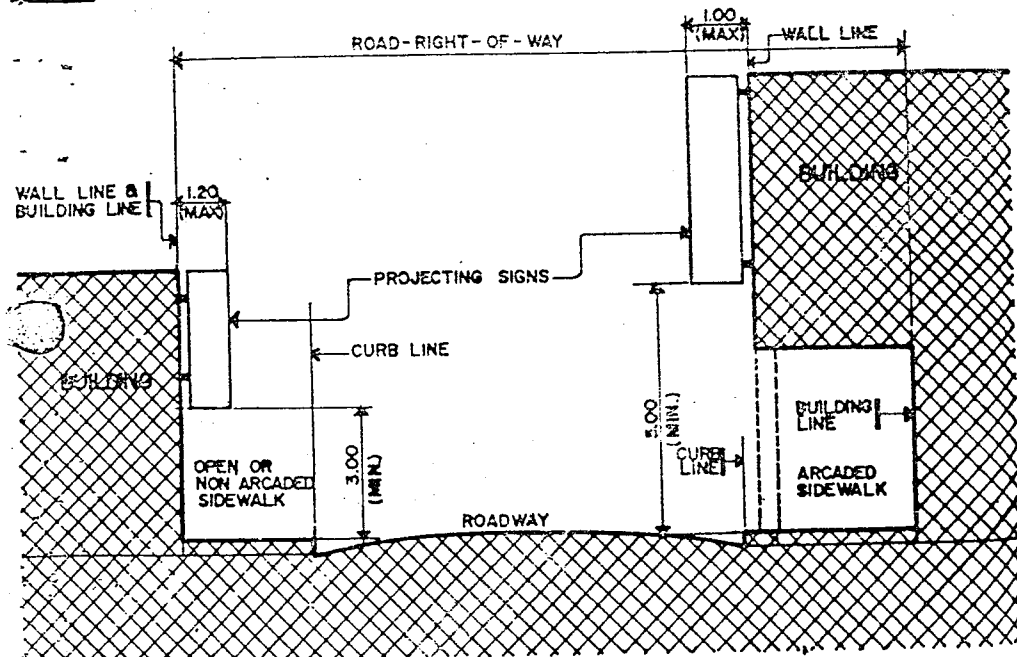 1.00
(MAX)
WALL LINE
ROAD-RIGHT-OF-WAY
BUILDING
WALL LINE &
BUILDING LINE
1.20
(MAX)
PROJECTING SIGNS
CURB LINE
BUILDING
3.00
(MIN.)
5.00
(MIN.)
BUILDING
LINE
CURB
LINE
OPEN OR
NON ARCADED
SIDEWALK
ARCADED
SIDEWALK
ROADWAY